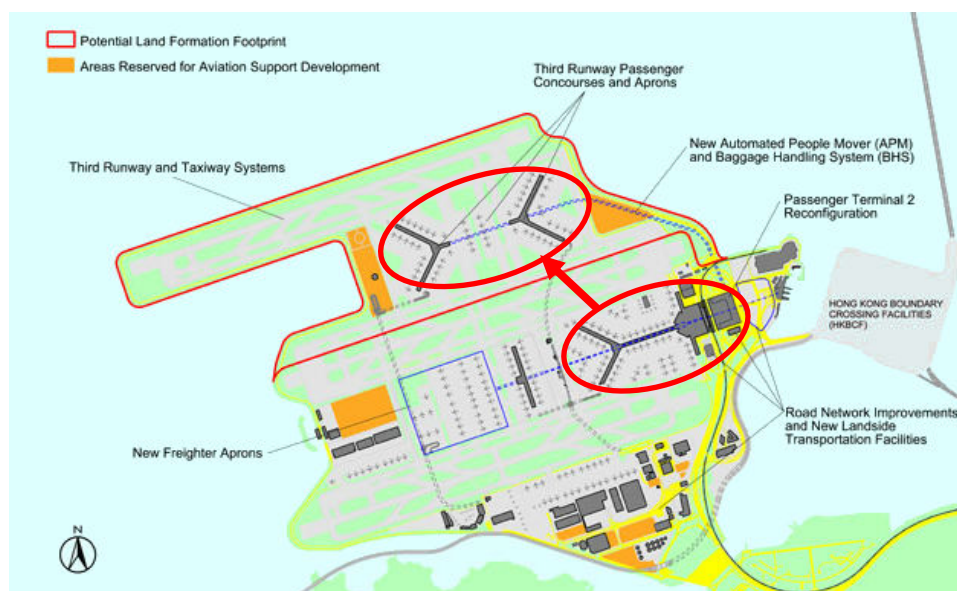 Potential Land Formation Footprint
Areas Reserved for Aviation Support Development
Third Runway Passenger
Concourses and Aprons
Third Runway and Taxiway Systems
New Automated People Mover (APM)
and Baggage Handling System (BHS)
Passenger Terminal 2
Reconfiguration
HONG KONG BOUNDARY
CROSSING FACILITIES
(HKBCF)
Road Network Improvements
and New Landside
Transportation Facilities
New Freighter Aprons
N